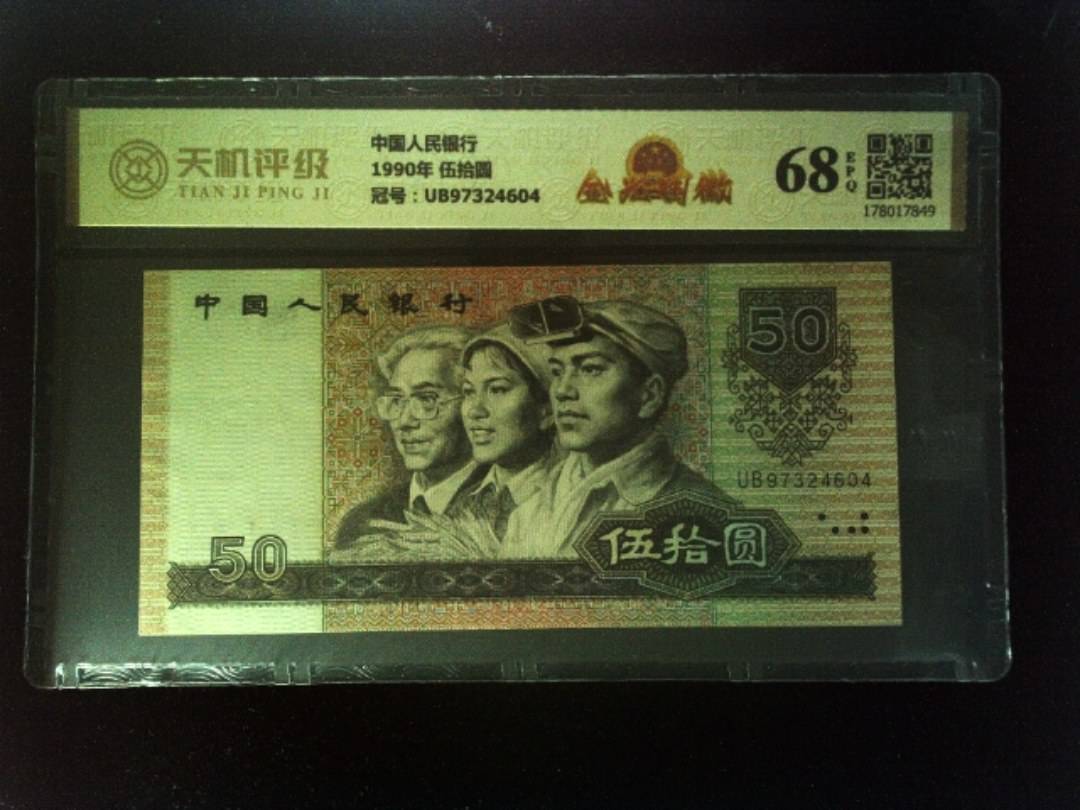 天机评级
TIAN JI PING JI
中国人民银行
1990年 伍拾圆
冠号：UB97324604
68
EPQ
178017849
中国人民银行
50
UB97324604
50
伍拾圆